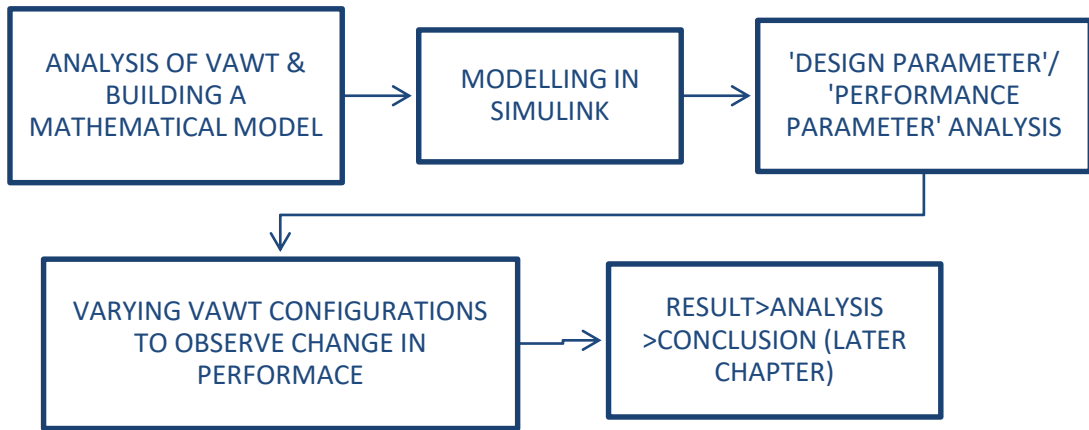 ANALYSIS OF VAWT &
BUILDING A
MATHEMATICAL MODEL
MODELLING IN
SIMULINK
'DESIGN PARAMETER'/
'PERFORMANCE
PARAMETER' ANALYSIS
VARYING VAWT CONFIGURATIONS
TO OBSERVE CHANGE IN
PERFORMACE
RESULT>ANALYSIS
>CONCLUSION (LATER
CHAPTER)